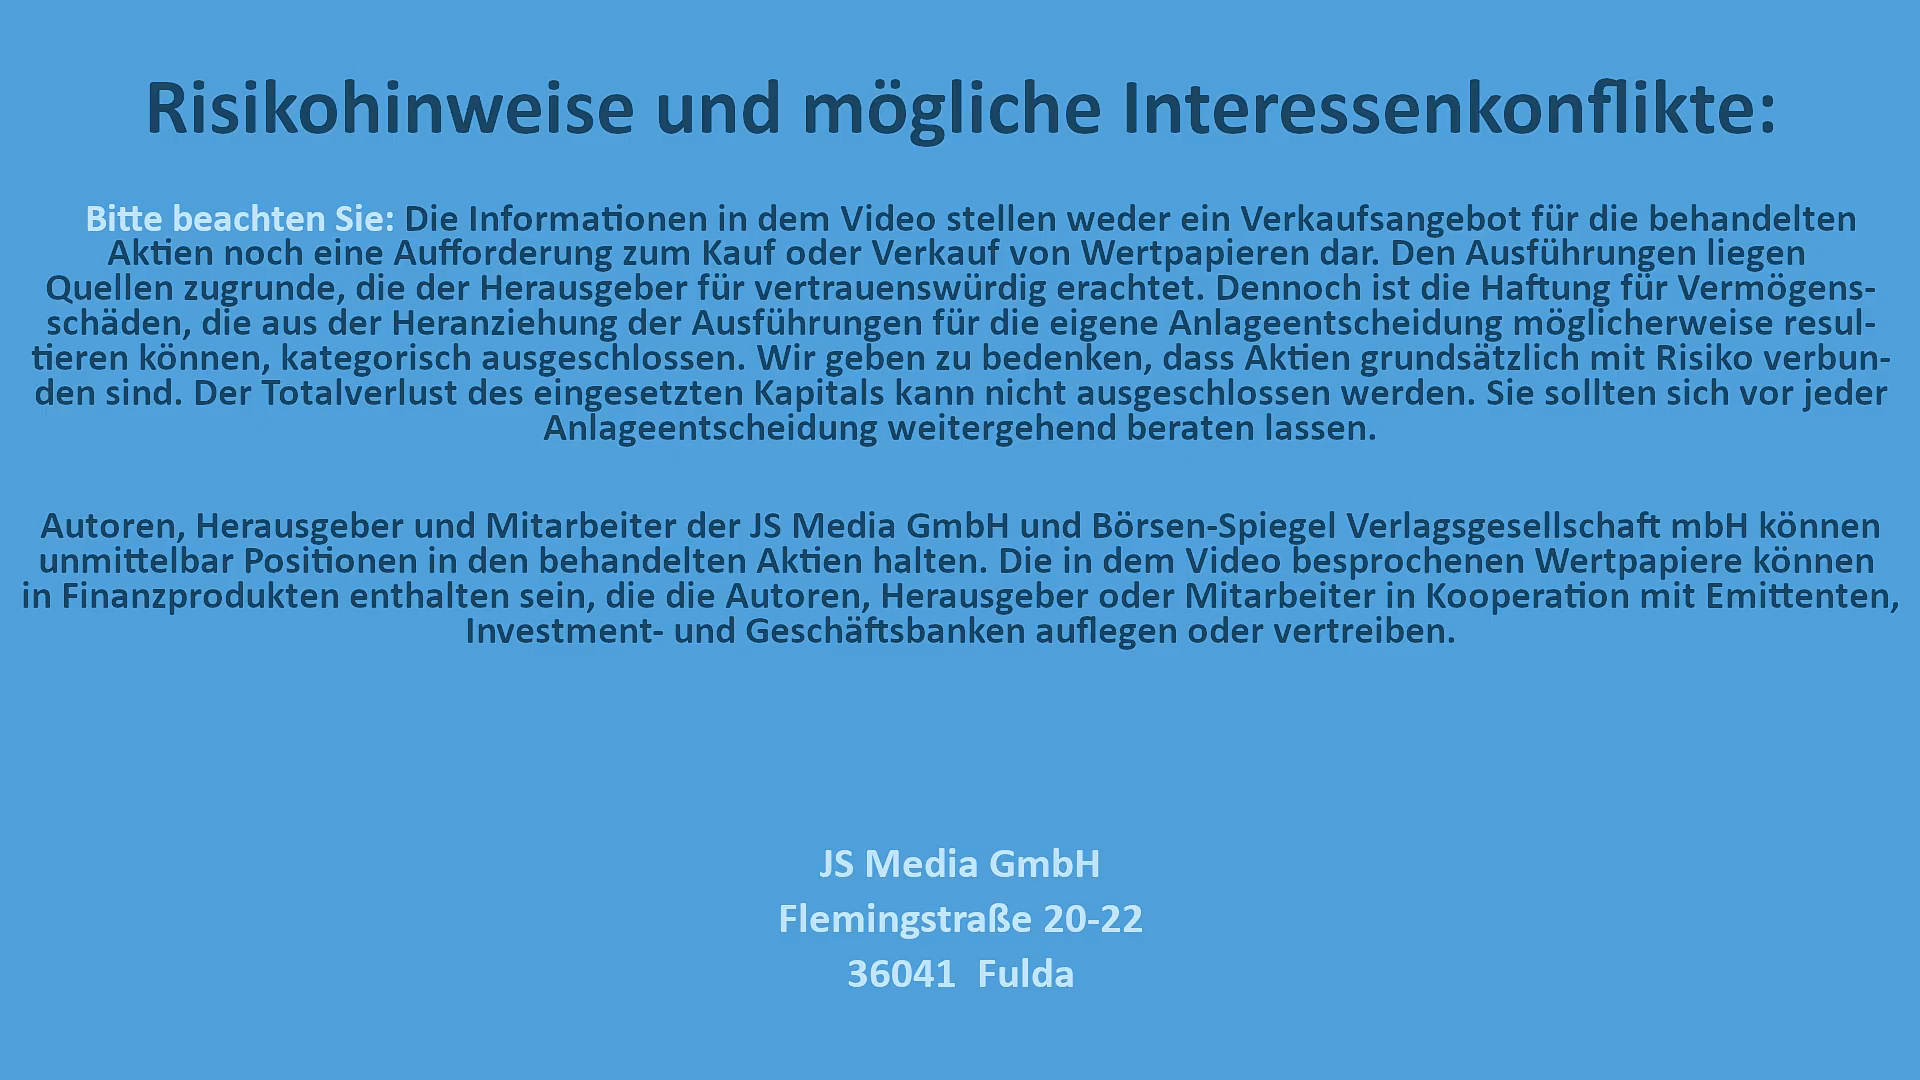 Risikohinweise und mögliche Interessenkonflikte:
Bitte beachten Sie: Die Informationen in dem Video stellen weder ein Verkaufsangebot für die behandelten
Aktien noch eine Aufforderung zum Kauf oder Verkauf von Wertpapieren dar. Den Ausführungen liegen
Quellen zugrunde, die der Herausgeber für vertrauenswürdig erachtet. Dennoch ist die Haftung für Vermögens-
schäden, die aus der Heranziehung der Ausführungen für die eigene Anlageentscheidung möglicherweise resul-
tieren können, kategorisch ausgeschlossen. Wir geben zu bedenken, dass Aktien grundsätzlich mit Risiko verbun-
den sind. Der Totalverlust des eingesetzten Kapitals kann nicht ausgeschlossen werden. Sie sollten sich vor jeder
Anlageentscheidung weitergehend beraten lassen.
Autoren, Herausgeber und Mitarbeiter der JS Media GmbH und Börsen-Spiegel Verlagsgesellschaft mbH können
unmittelbar Positionen in den behandelten Aktien halten. Die in dem Video besprochenen Wertpapiere können
in Finanzprodukten enthalten sein, die die Autoren, Herausgeber oder Mitarbeiter in Kooperation mit Emittenten,
Investment- und Geschäftsbanken auflegen oder vertreiben.
JS Media GmbH
Flemingstraße 20-22
36041  Fulda